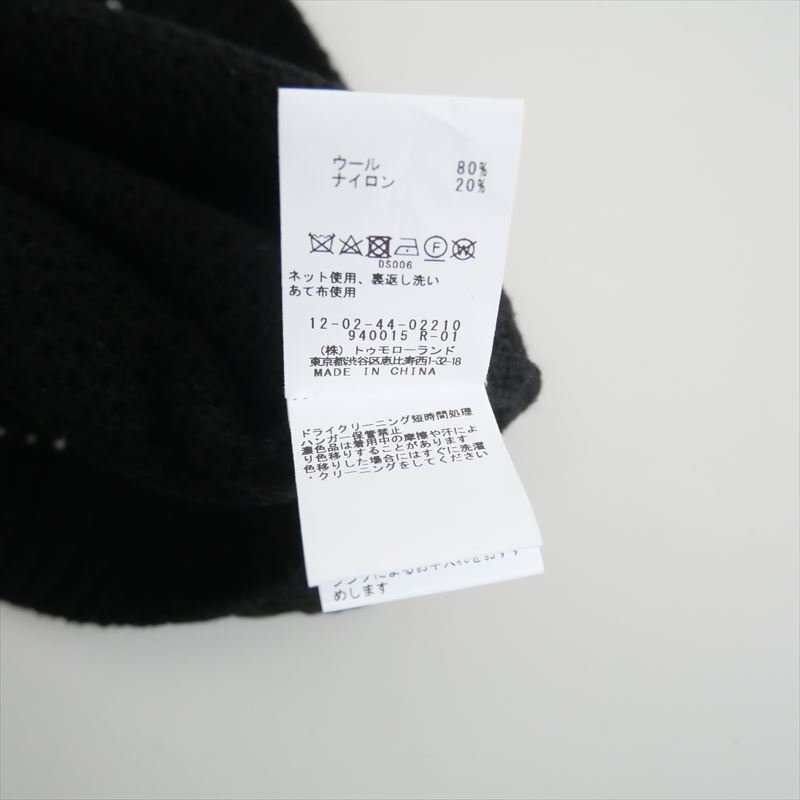 ウール 80%
ナイロン 20%
F W
DS006
ネット使用、裏返し洗い
あて布使用
12-02-44-02210
940015 R-01
(株) トゥモローランド
東京都渋谷区恵比寿西1-32-18
MADE IN CHINA
ドライクリーニング短時間処理
ハンガー保管禁止
濃色品は着用中の摩擦や汗によ
り色移りすることがあります
色移りした場合にはすぐに洗濯
・クリーニングをしてください
めします